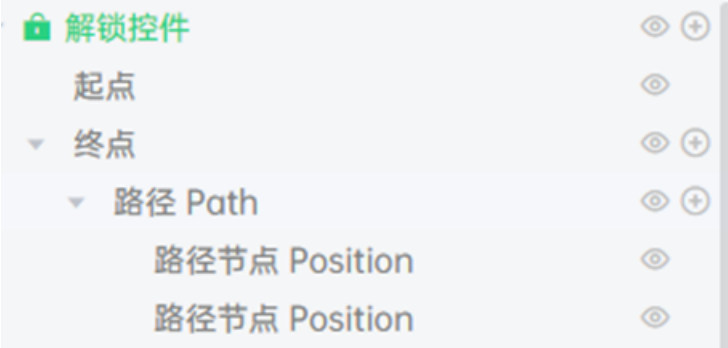 解锁控件
起点
终点
路径 Path
路径节点 Position
路径节点 Position